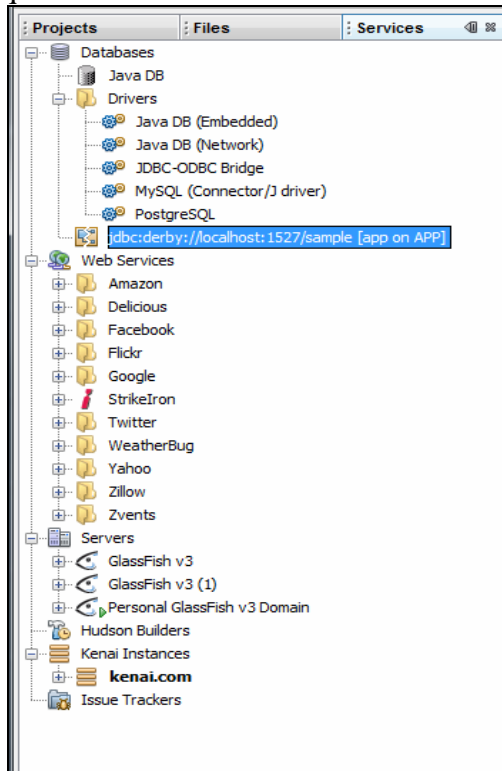 Projects Files Services
Databases
Java DB
Drivers
Java DB (Embedded)
Java DB (Network)
JDBC-ODBC Bridge
MySQL (Connector/J driver)
PostgreSQL
jdbc:derby://localhost:1527/sample [app on APP]
Web Services
Amazon
Delicious
Facebook
Flickr
Google
StrikeIron
Twitter
WeatherBug
Yahoo
Zillow
Zvents
Servers
GlassFish v3
GlassFish v3 (1)
Personal GlassFish v3 Domain
Hudson Builders
Kenai Instances
kenai.com
Issue Trackers